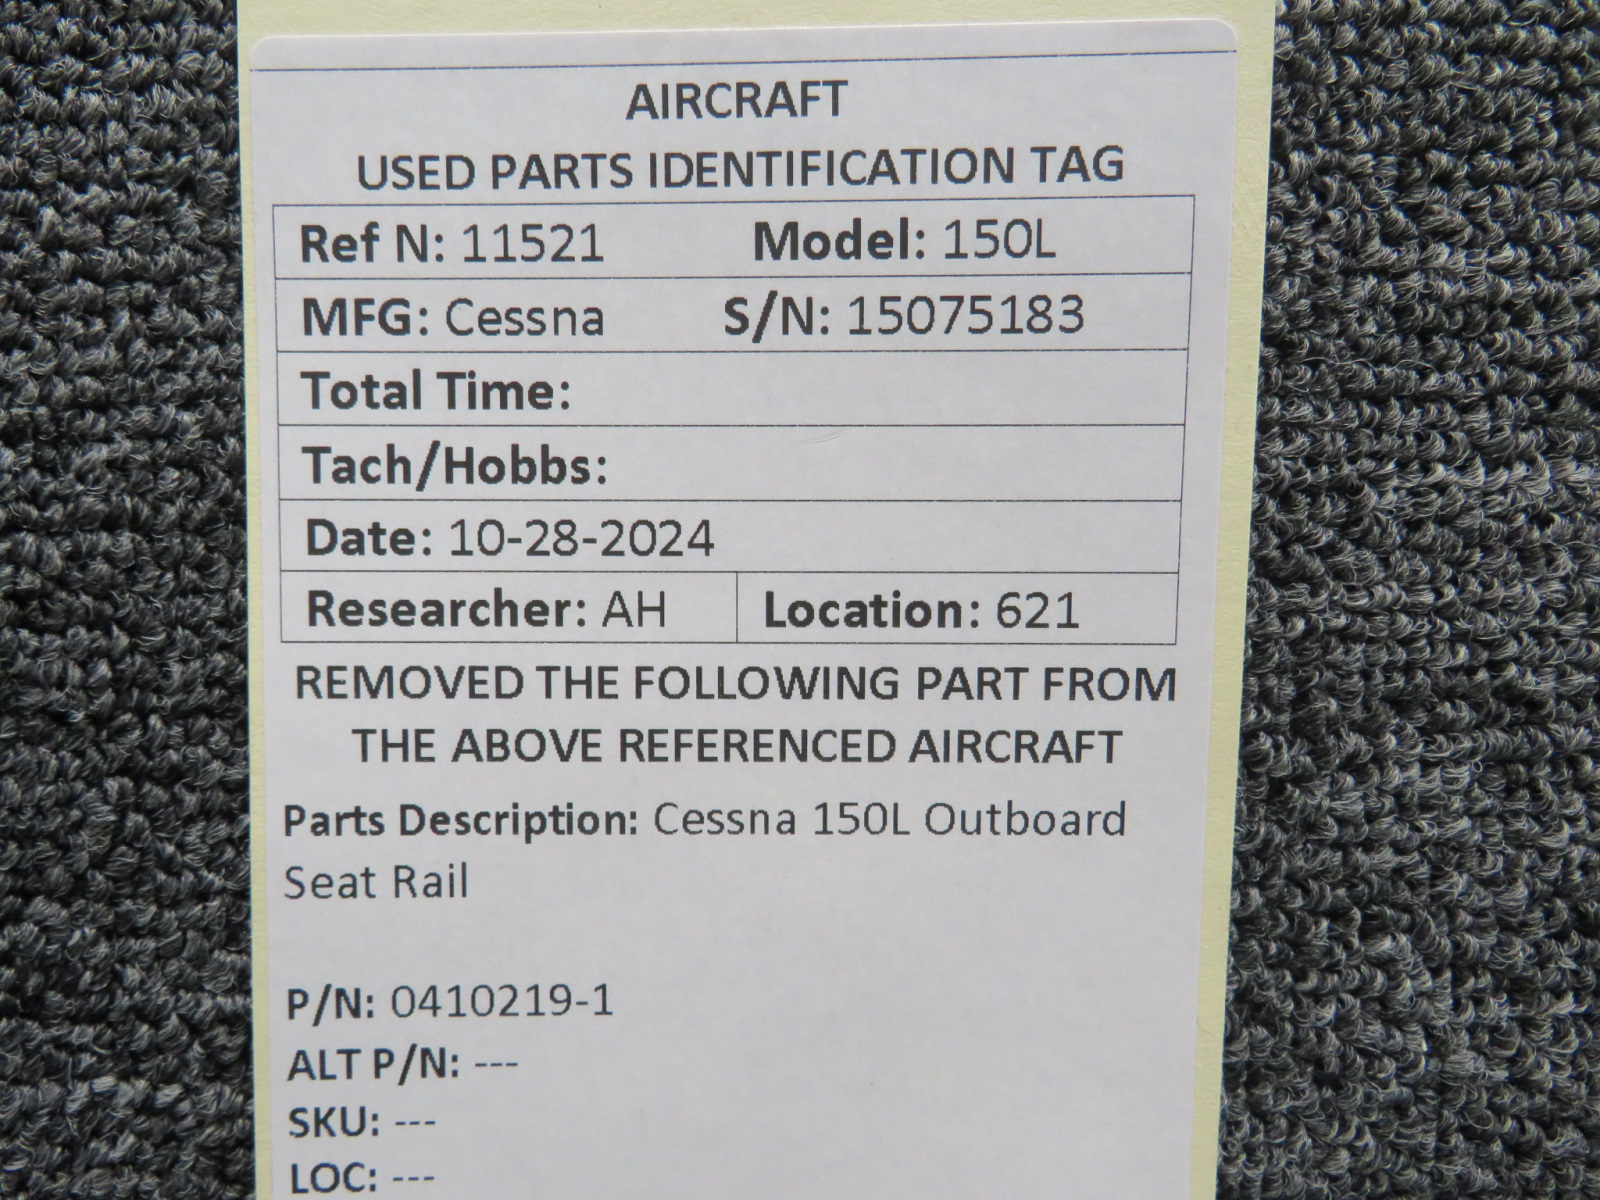 AIRCRAFT
USED PARTS IDENTIFICATION TAG
Ref N: 11521 Model: 150L
MFG: Cessna S/N: 15075183
Total Time:
Tach/Hobbs:
Date: 10-28-2024
Researcher: AH Location: 621
REMOVED THE FOLLOWING PART FROM
THE ABOVE REFERENCED AIRCRAFT
Parts Description: Cessna 150L Outboard
Seat Rail
P/N: 0410219-1
ALT P/N: ---
SKU: ---
LOC: ---